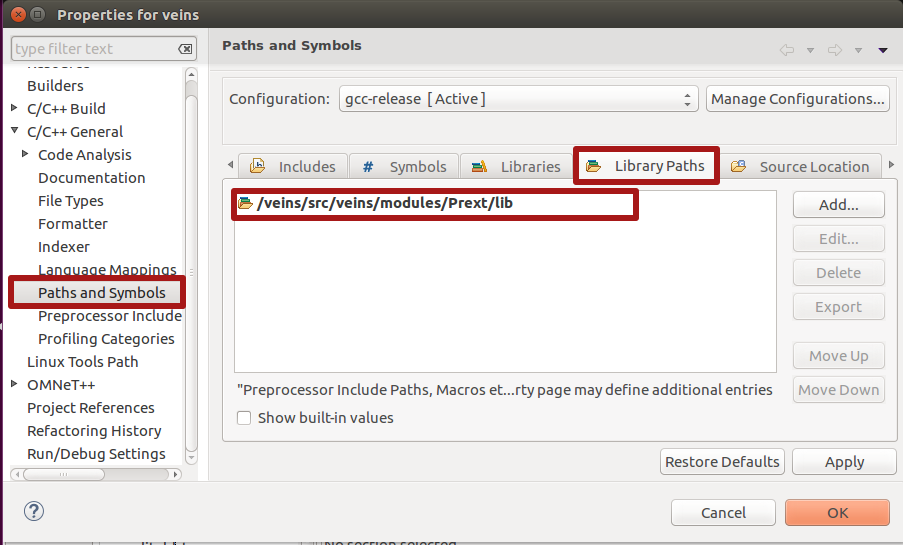 Properties for veins
type filter text
Builders
C/C++ Build
C/C++ General
Code Analysis
Documentation
File Types
Formatter
Indexer
Language Mappings
Paths and Symbols
Preprocessor Include
Profiling Categories
Linux Tools Path
OMNeT++
Project References
Refactoring History
Run/Debug Settings
Paths and Symbols
Configuration: gcc-release [ Active ] Manage Configurations...
Includes # Symbols Libraries Library Paths Source Location
/veins/src/veins/modules/Prext/lib
Add...
Edit...
Delete
Export
Move Up
Move Down
"Preprocessor Include Paths, Macros et...rty page may define additional entries
Show built-in values
Restore Defaults Apply
? Cancel OK
No section selected